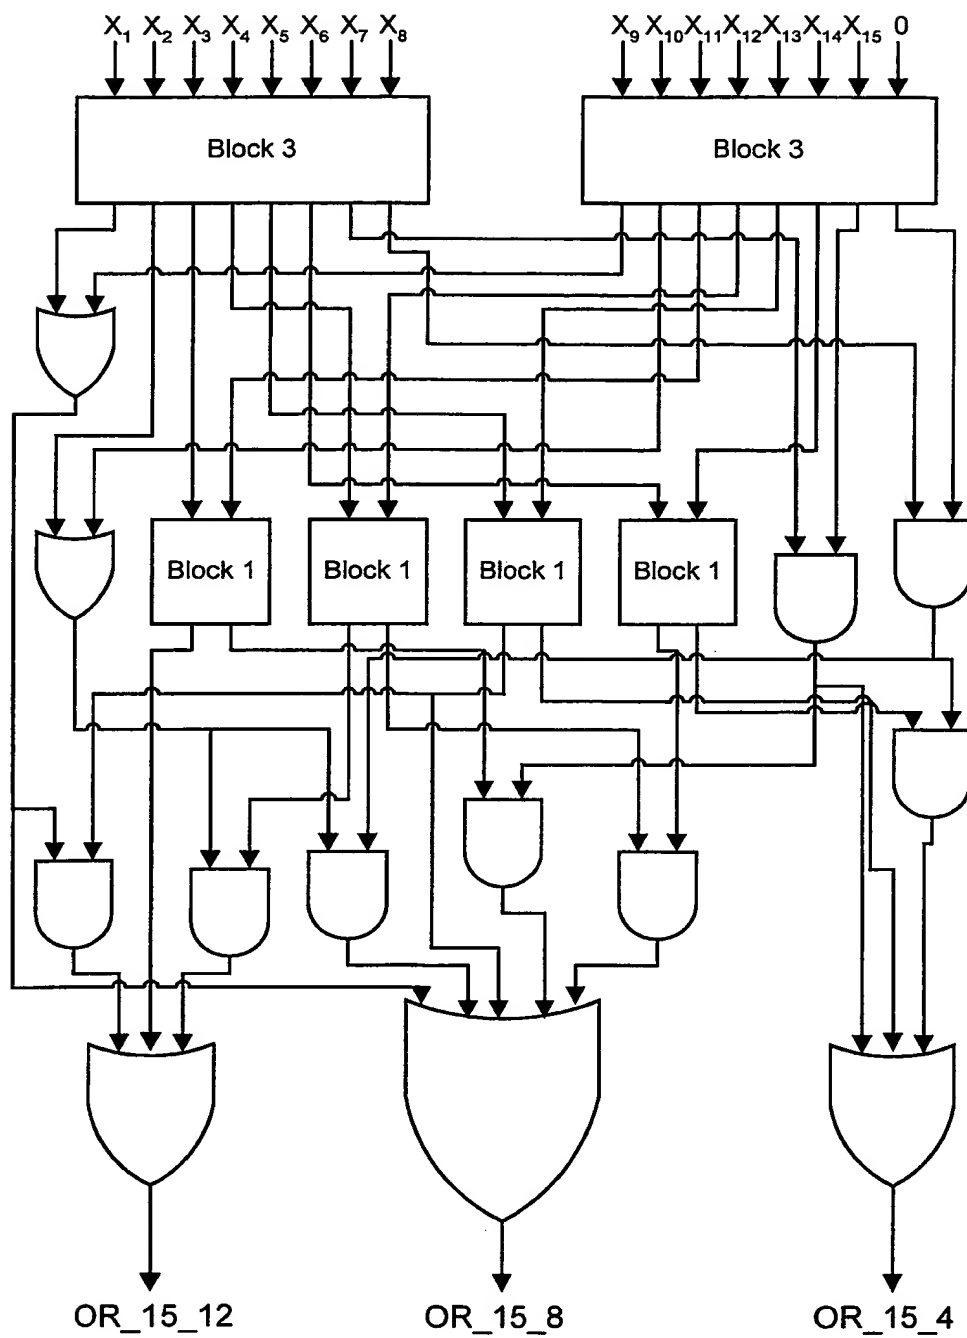 X1 X2 X3 X4 X5 X6 X7 X8 X9 X10 X11 X12 X13 X14 X15 0
Block 3 Block 3
Block 1 Block 1 Block 1 Block 1
OR_15_12 OR_15_8 OR_15_4